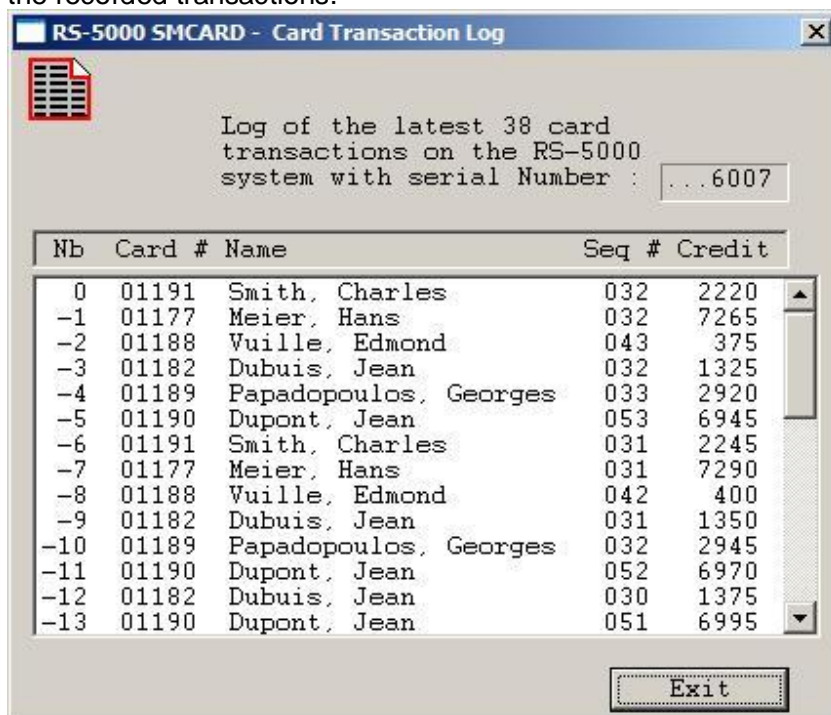 the recorded transactions.
RS-5000 SMCARD - Card Transaction Log
Log of the latest 38 card
transactions on the RS-5000
system with serial Number : ...6007
Nb Card # Name Seq # Credit
0 01191 Smith, Charles 032 2220
-1 01177 Meier, Hans 032 7265
-2 01188 Vuille, Edmond 043 375
-3 01182 Dubuis, Jean 032 1325
-4 01189 Papadopoulos, Georges 033 2920
-5 01190 Dupont, Jean 053 6945
-6 01191 Smith, Charles 031 2245
-7 01177 Meier, Hans 031 7290
-8 01188 Vuille, Edmond 042 400
-9 01182 Dubuis, Jean 031 1350
-10 01189 Papadopoulos, Georges 032 2945
-11 01190 Dupont, Jean 052 6970
-12 01182 Dubuis, Jean 030 1375
-13 01190 Dupont, Jean 051 6995
Exit